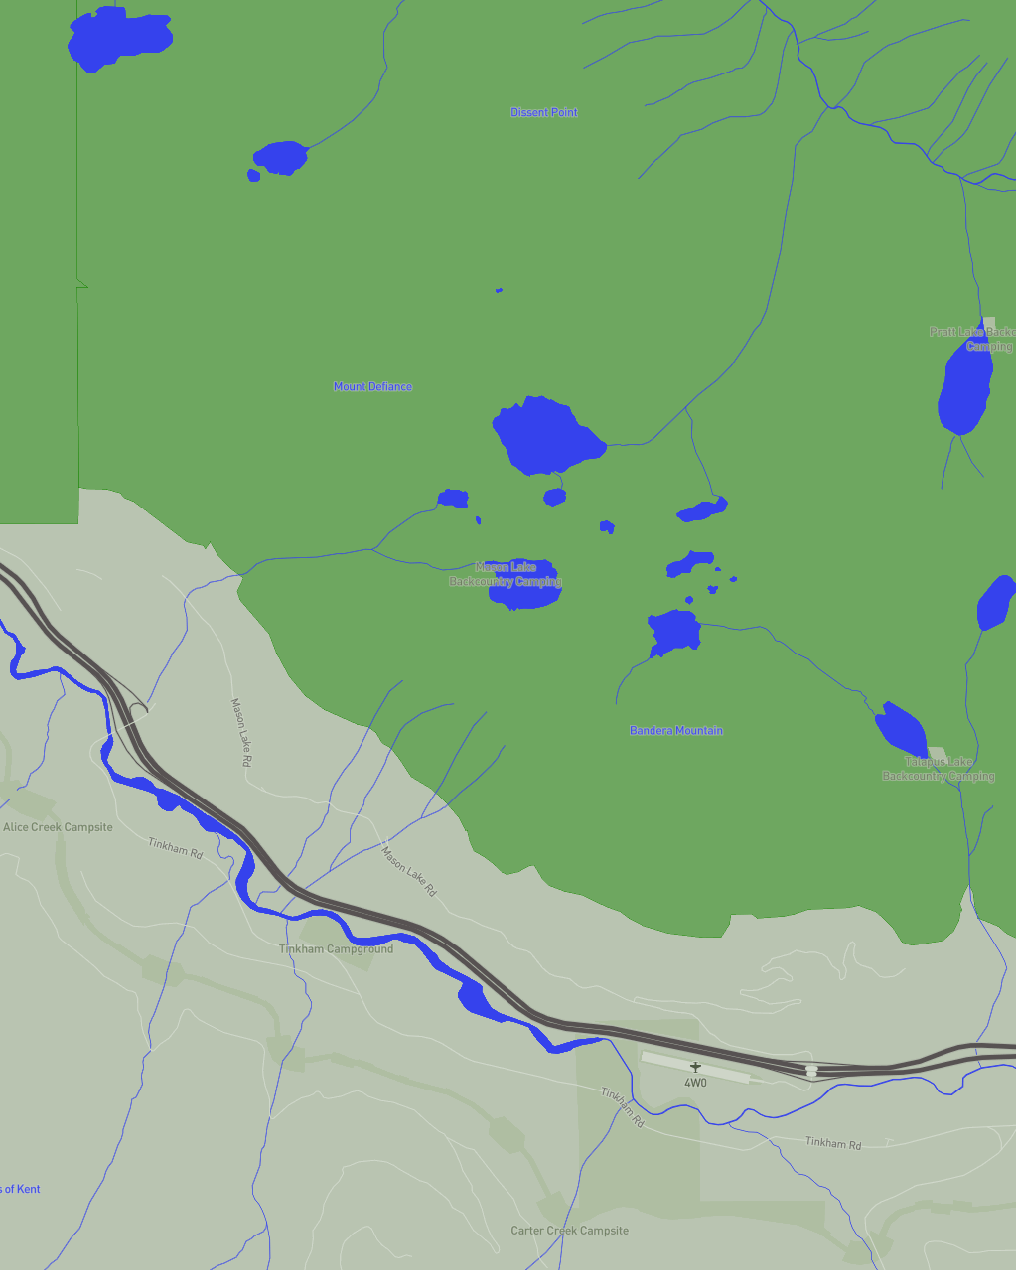 Dissent Point
Pratt Lake Backc
Camping
Mount Defiance
Mason Lake
Backcountry Camping
Mason Lake Rd
Bandera Mountain
Talapus Lake
Backcountry Camping
Alice Creek Campsite
Tinkham Rd
Mason Lake Rd
Tinkham Campground
4W0
Tinkham Rd
Tinkham Rd
s of Kent
Carter Creek Campsite